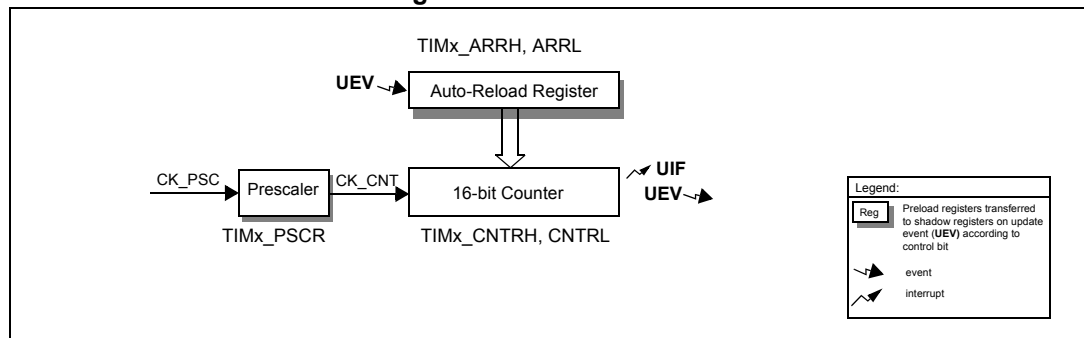 g
TIMx_ARRH, ARRL
UEV
Auto-Reload Register
CK_PSC
Prescaler
CK_CNT
16-bit Counter
UIF
UEV
TIMx_PSCR
TIMx_CNTRH, CNTRL
Legend:
Reg
Preload registers transferred
to shadow registers on update
event (UEV) according to
control bit
event
interrupt